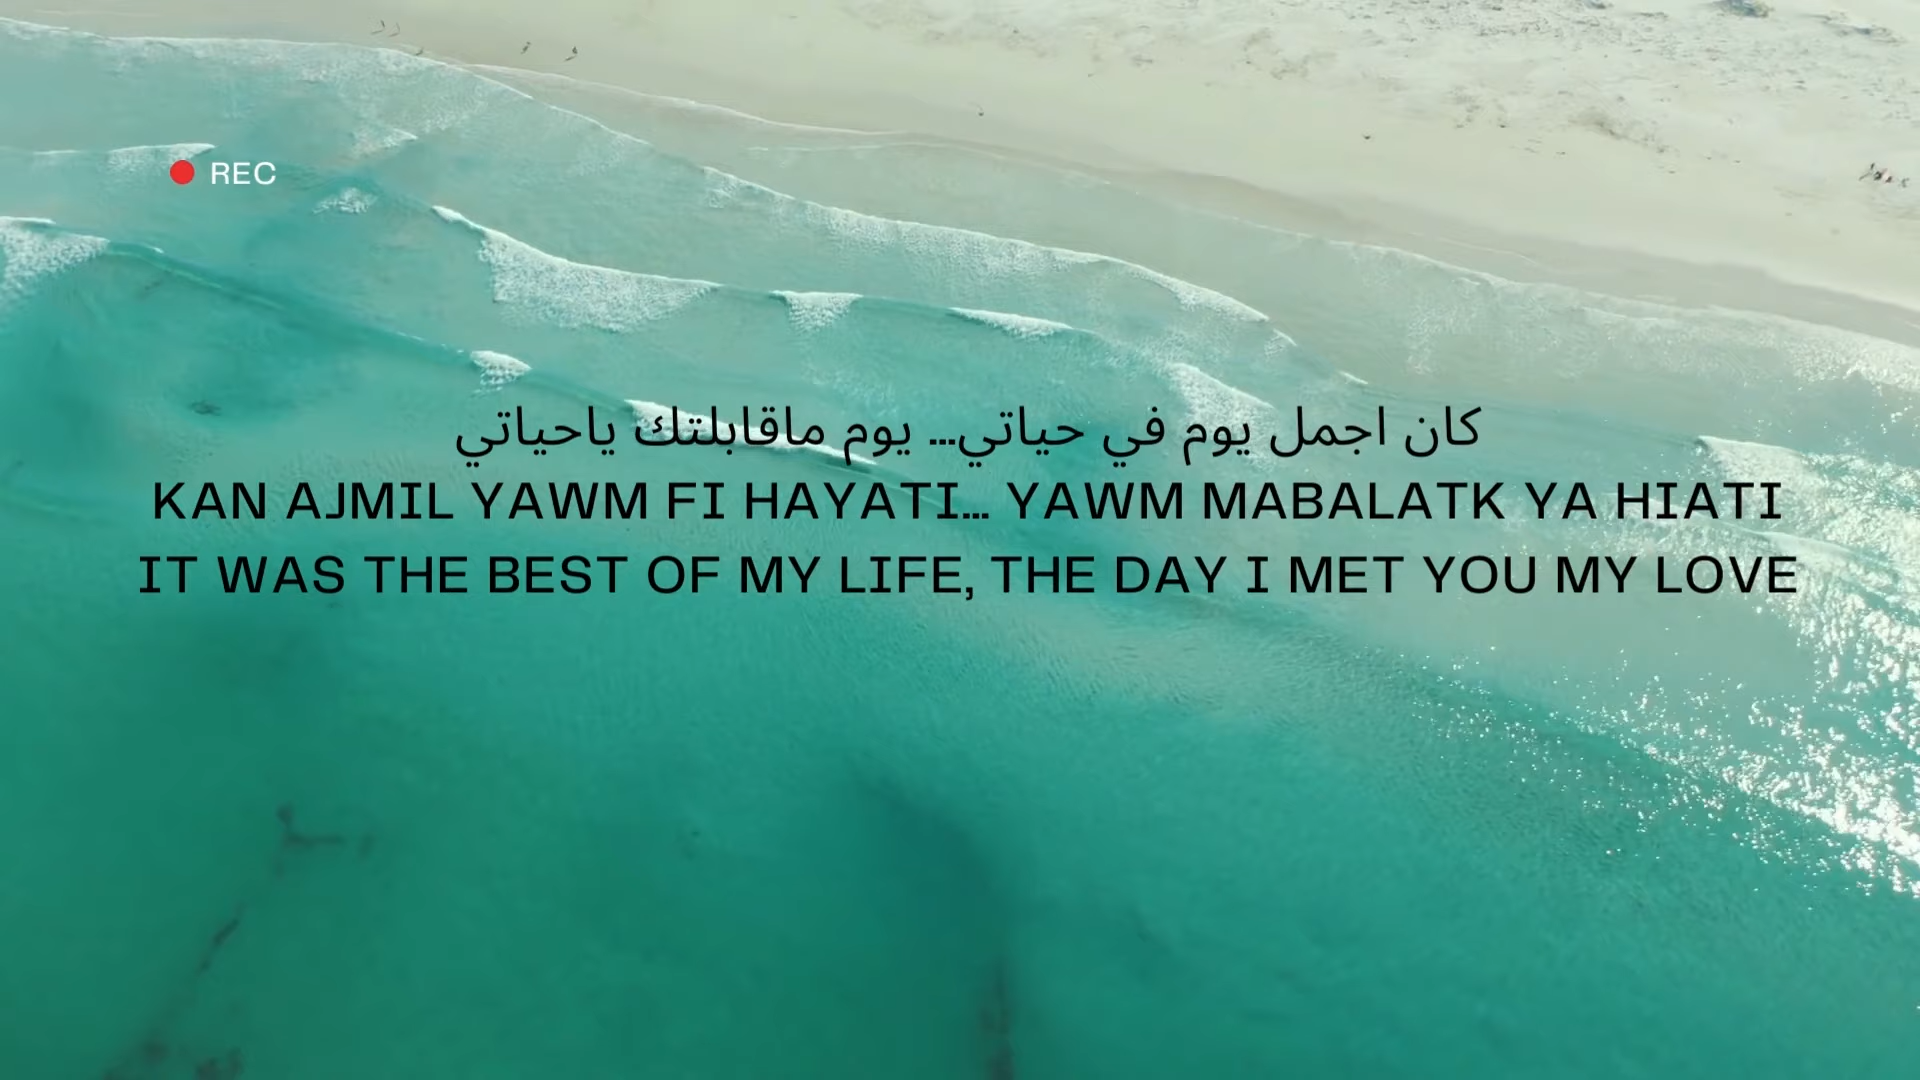 REC
كان اجمل يوم في حياتي... يوم ماقابلتك ياحياتي
KAN AJMIL YAWM FI HAYATI... YAWM MABALATK YA HIATI
IT WAS THE BEST OF MY LIFE, THE DAY I MET YOU MY LOVE